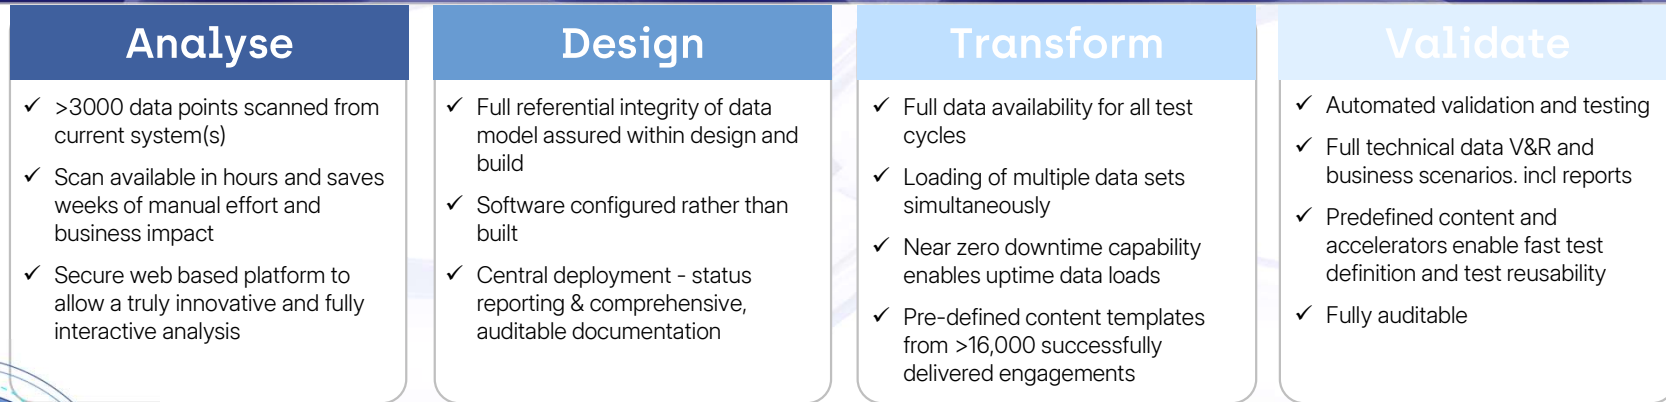 Analyse
>3000 data points scanned from
current system(s)
Scan available in hours and saves
weeks of manual effort and
business impact
Secure web based platform to
allow a truly innovative and fully
interactive analysis
Design
Full referential integrity of data
model assured within design and
build
Software configured rather than
built
Central deployment - status
reporting & comprehensive,
auditable documentation
Transform
Full data availability for all test
cycles
Loading of multiple data sets
simultaneously
Near zero downtime capability
enables uptime data loads
Pre-defined content templates
from >16,000 successfully
delivered engagements
Validate
Automated validation and testing
Full technical data V&R and
business scenarios. incl reports
Predefined content and
accelerators enable fast test
definition and test reusability
Fully auditable